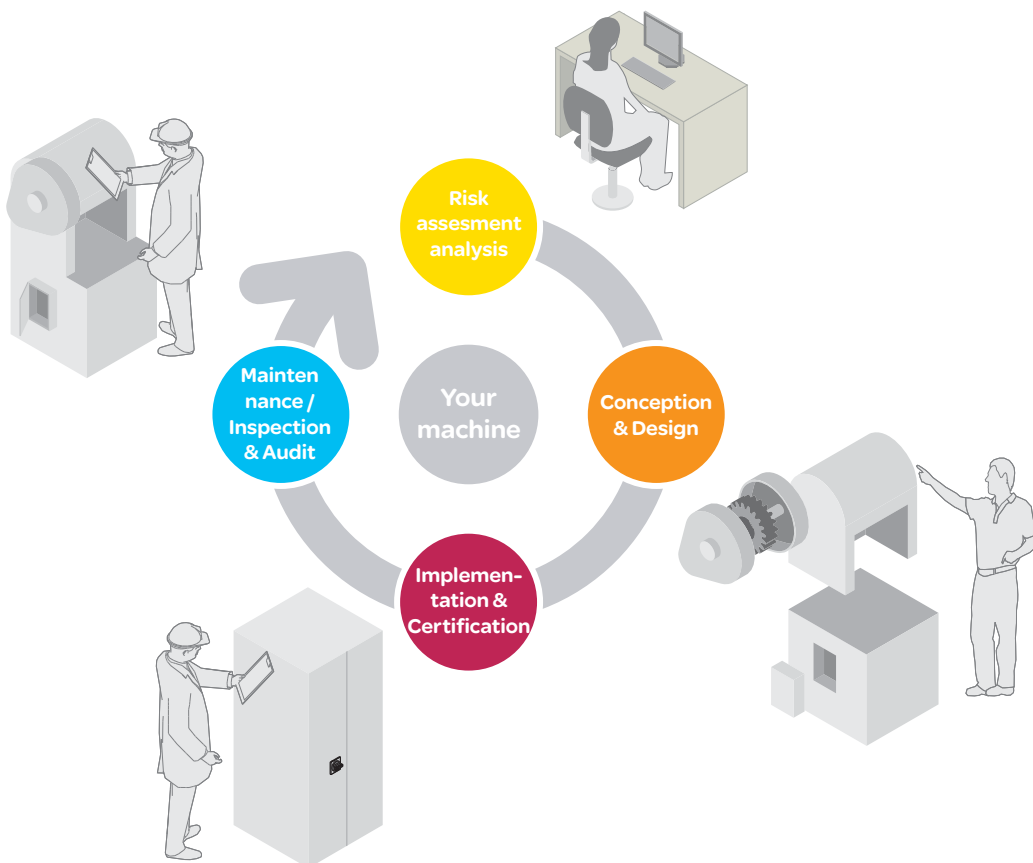 Risk
assesment
analysis
Mainten
nance /
Inspection
& Audit
Your
machine
Conception
& Design
Implemen-
tation &
Certification